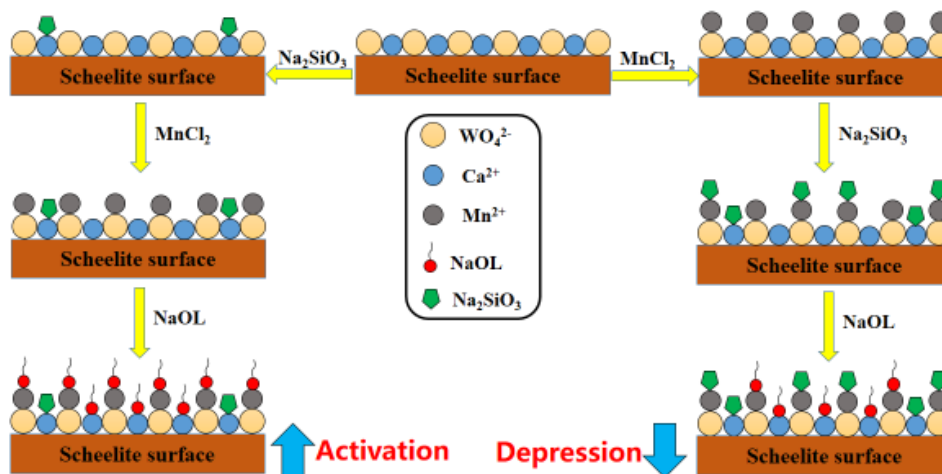 Na₂SiO₃
MnCl₂
Scheelite surface
Scheelite surface
Scheelite surface
MnCl₂
Na₂SiO₃
WO₄²⁻
Ca²⁺
Mn²⁺
NaOL
Na₂SiO₃
Scheelite surface
Scheelite surface
NaOL
NaOL
Activation
Depression
Scheelite surface
Scheelite surface